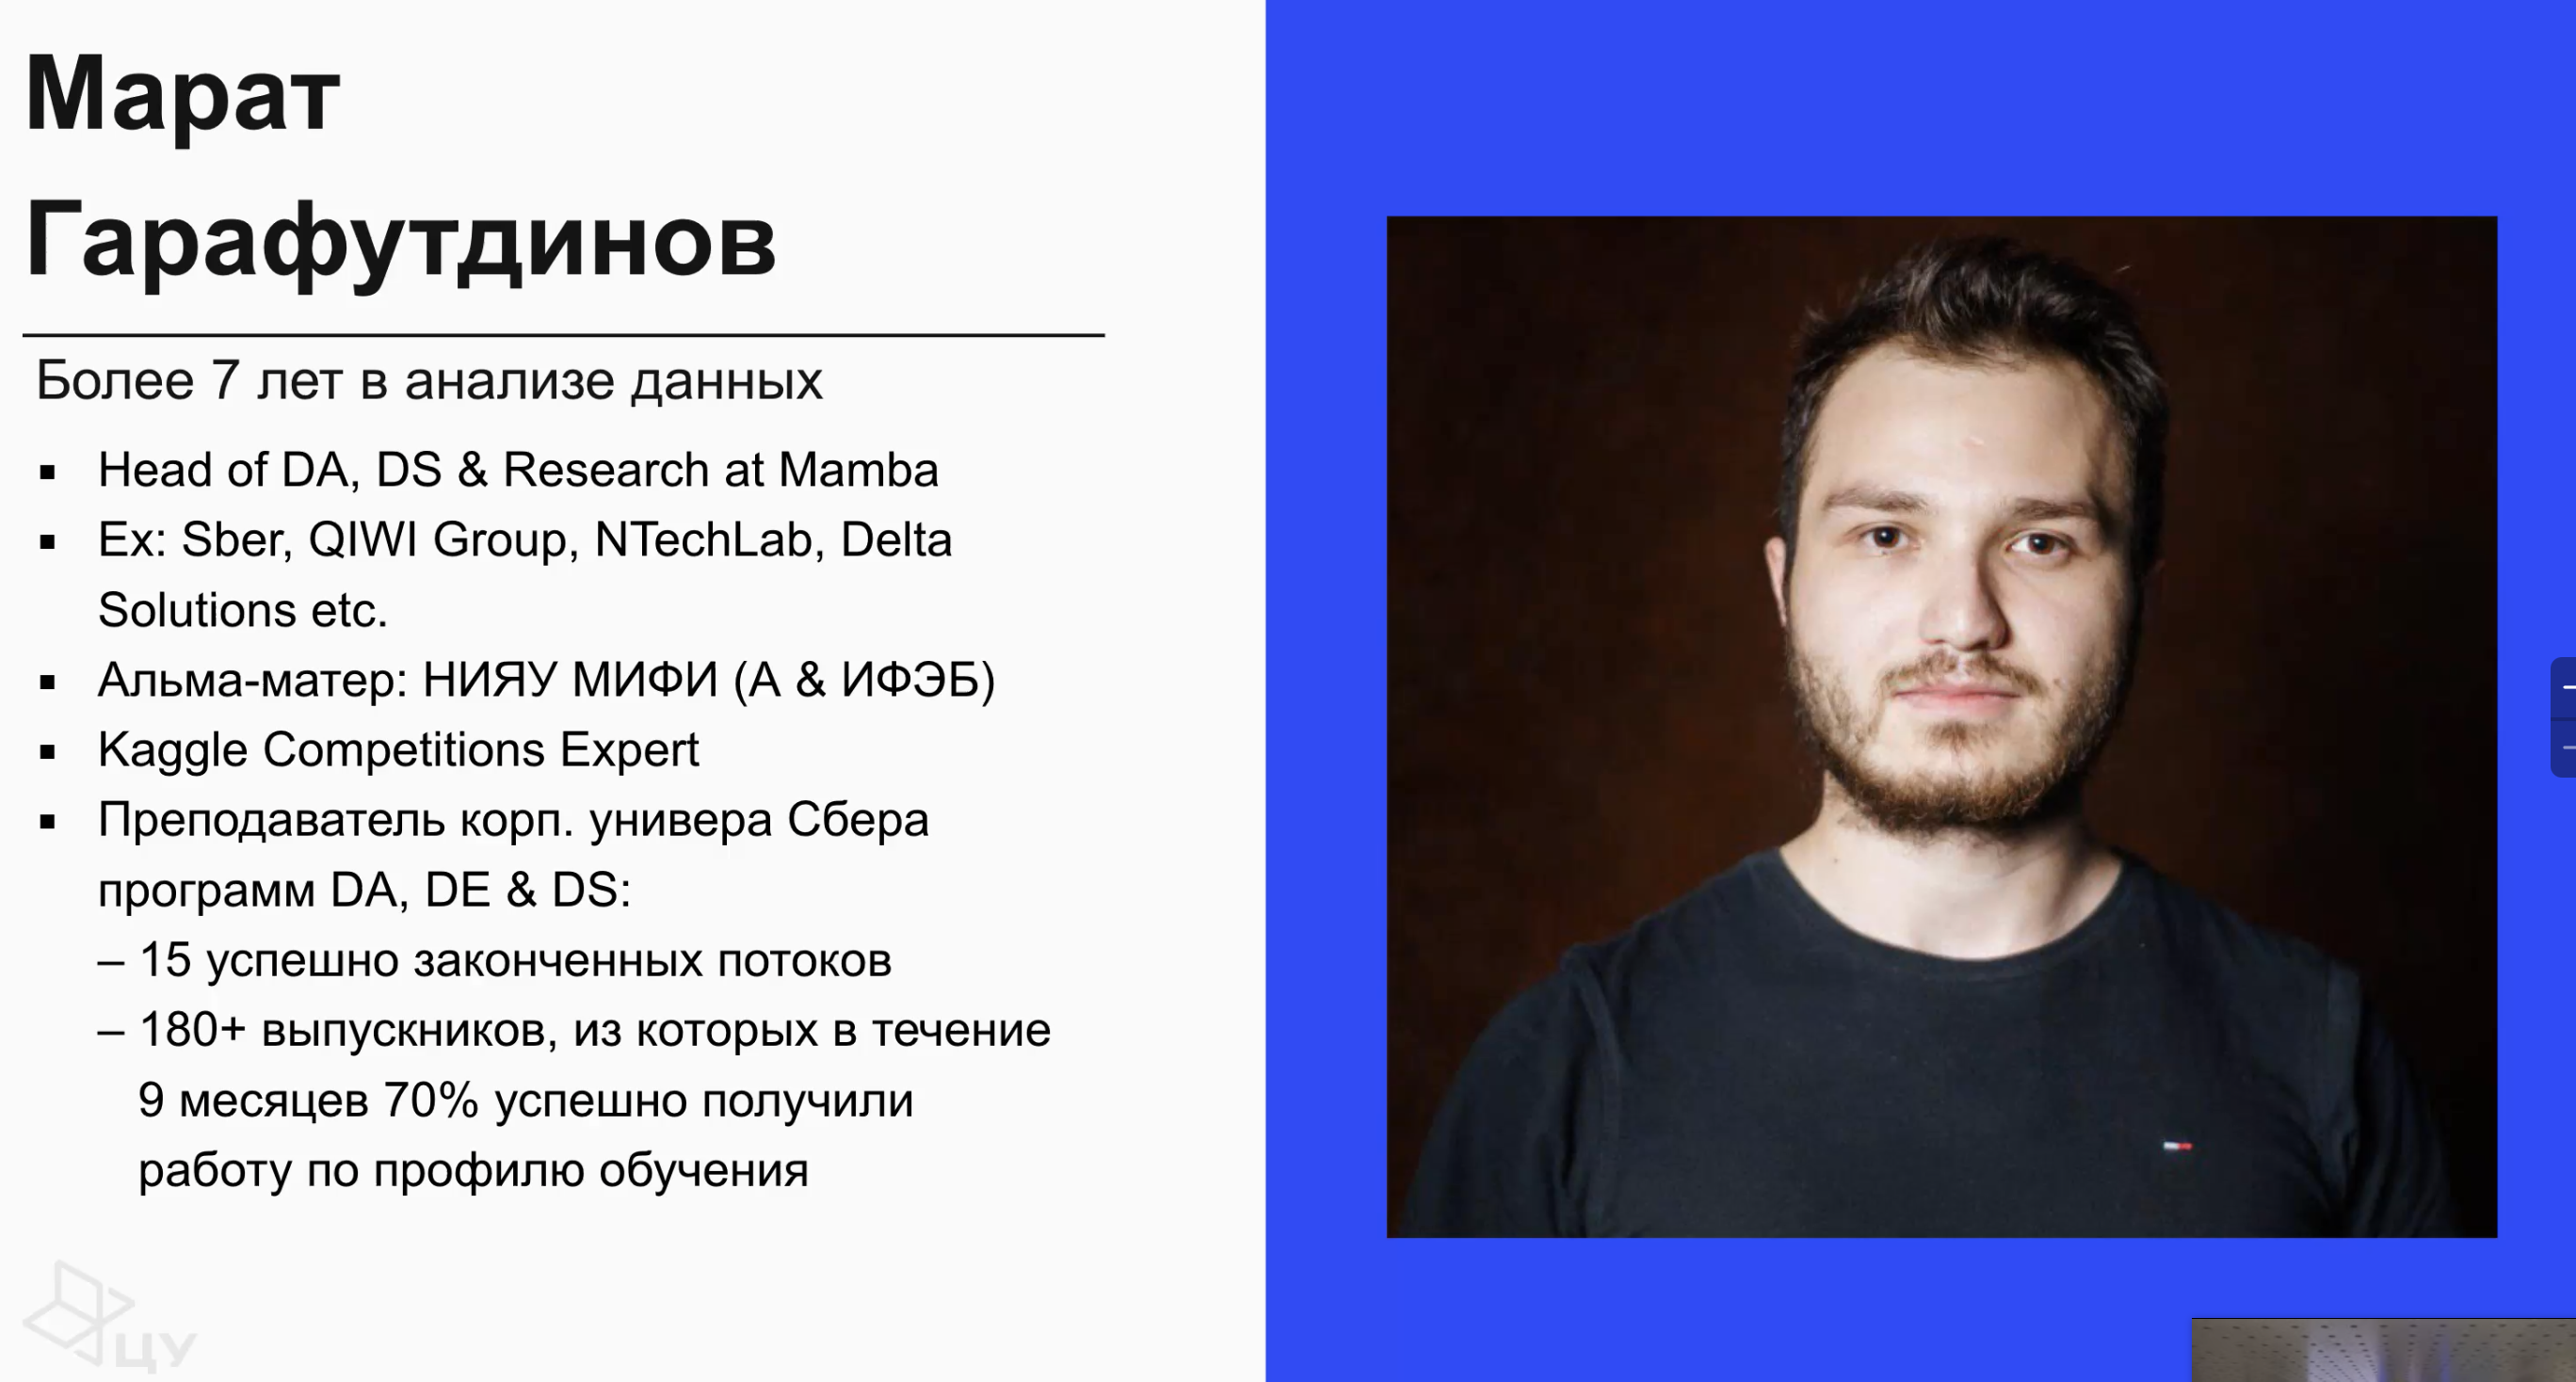 Марат
Гарафутдинов
Более 7 лет в анализе данных
▪ Head of DA, DS & Research at Mamba
▪ Ex: Sber, QIWI Group, NTechLab, Delta
Solutions etc.
▪ Альма-матер: НИЯУ МИФИ (А & ИФЭБ)
▪ Kaggle Competitions Expert
▪ Преподаватель корп. универа Сбера
программ DA, DE & DS:
– 15 успешно законченных потоков
– 180+ выпускников, из которых в течение
9 месяцев 70% успешно получили
работу по профилю обучения
ЦУ